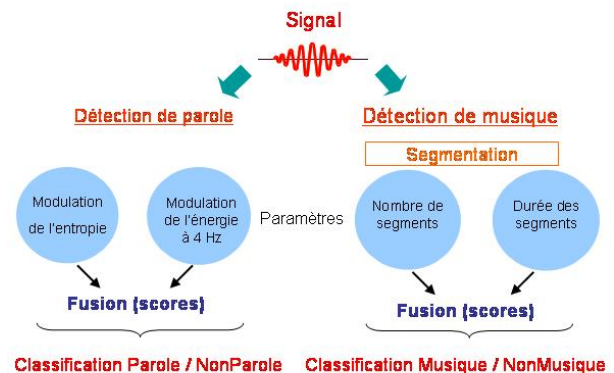 Signal
Détection de parole
Détection de musique
Segmentation
Modulation
de l'entropie
Modulation
de l'énergie
à 4 Hz
Paramètres
Nombre de
segments
Durée des
segments
Fusion (scores)
Fusion (scores)
Classification Parole / NonParole
Classification Musique / NonMusique